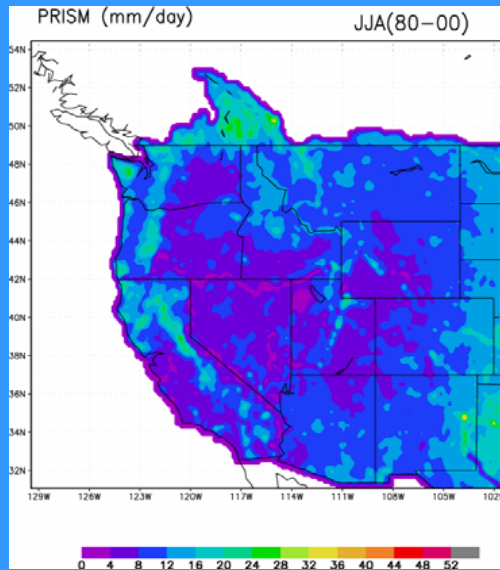 PRISM (mm/day) JJA(80-00)
54N
52N
50N
48N
46N
44N
42N
40N
38N
36N
34N
32N
129W 126W 123W 120W 117W 114W 111W 108W 105W 102W
0 4 8 12 16 20 24 28 32 36 40 44 48 52